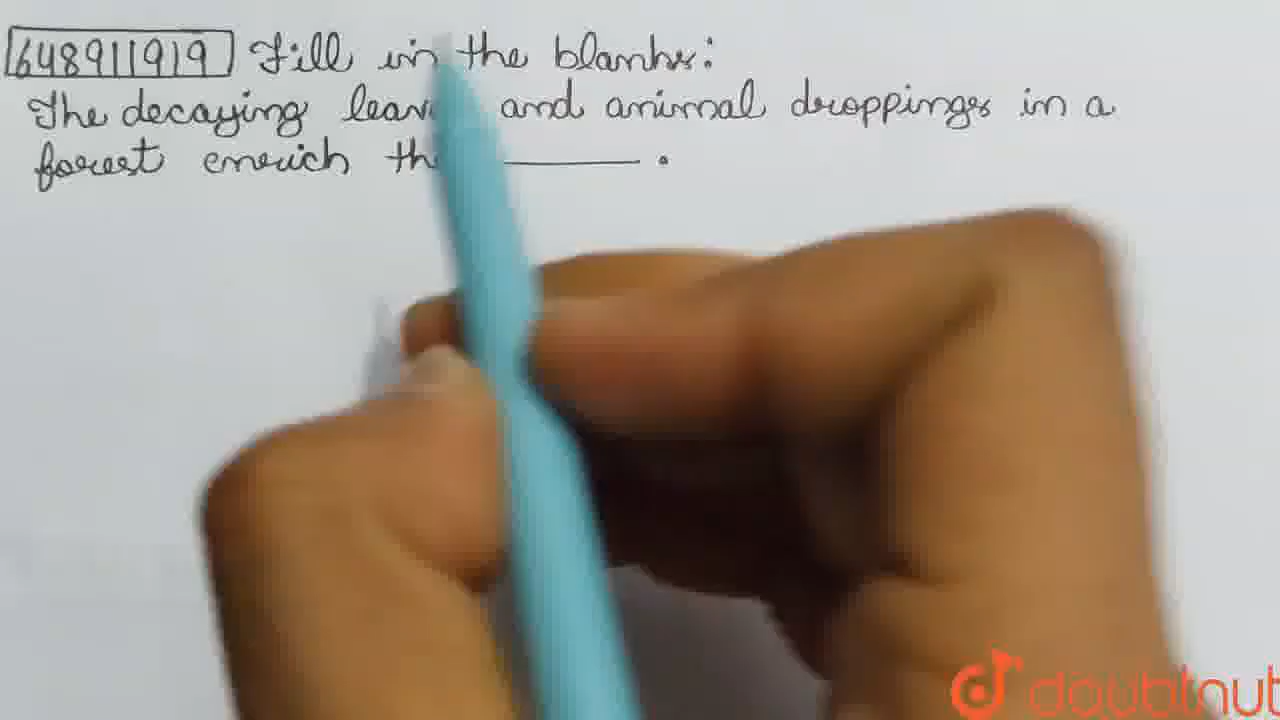 648911919 Fill in the blanks:
The decaying and animal droppings in a
forest enrich .
doubtnut